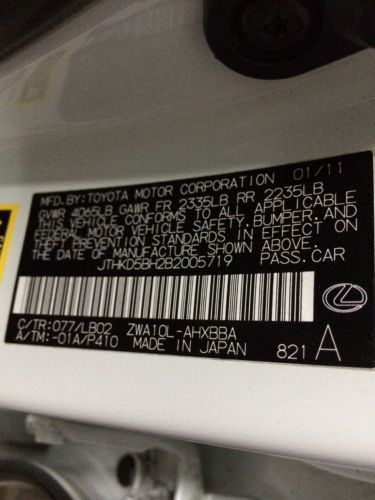 MFD.BY:TOYOTA MOTOR CORPORATION 01/11
GVWR 4065LB GAWR FR 2335LB RR 2235LB
THIS VEHICLE CONFORMS TO ALL APPLICABLE
FEDERAL MOTOR VEHICLE SAFETY,BUMPER,AND
THEFT PREVENTION STANDARDS IN EFFECT ON
THE DATE OF MANUFACTURE SHOWN ABOVE.
JTHKD5BH2B2005719 PASS.CAR
C/TR:077/LB02 ZWA10L-AHXBBA
A/TM:-01A/P410 MADE IN JAPAN 821 A